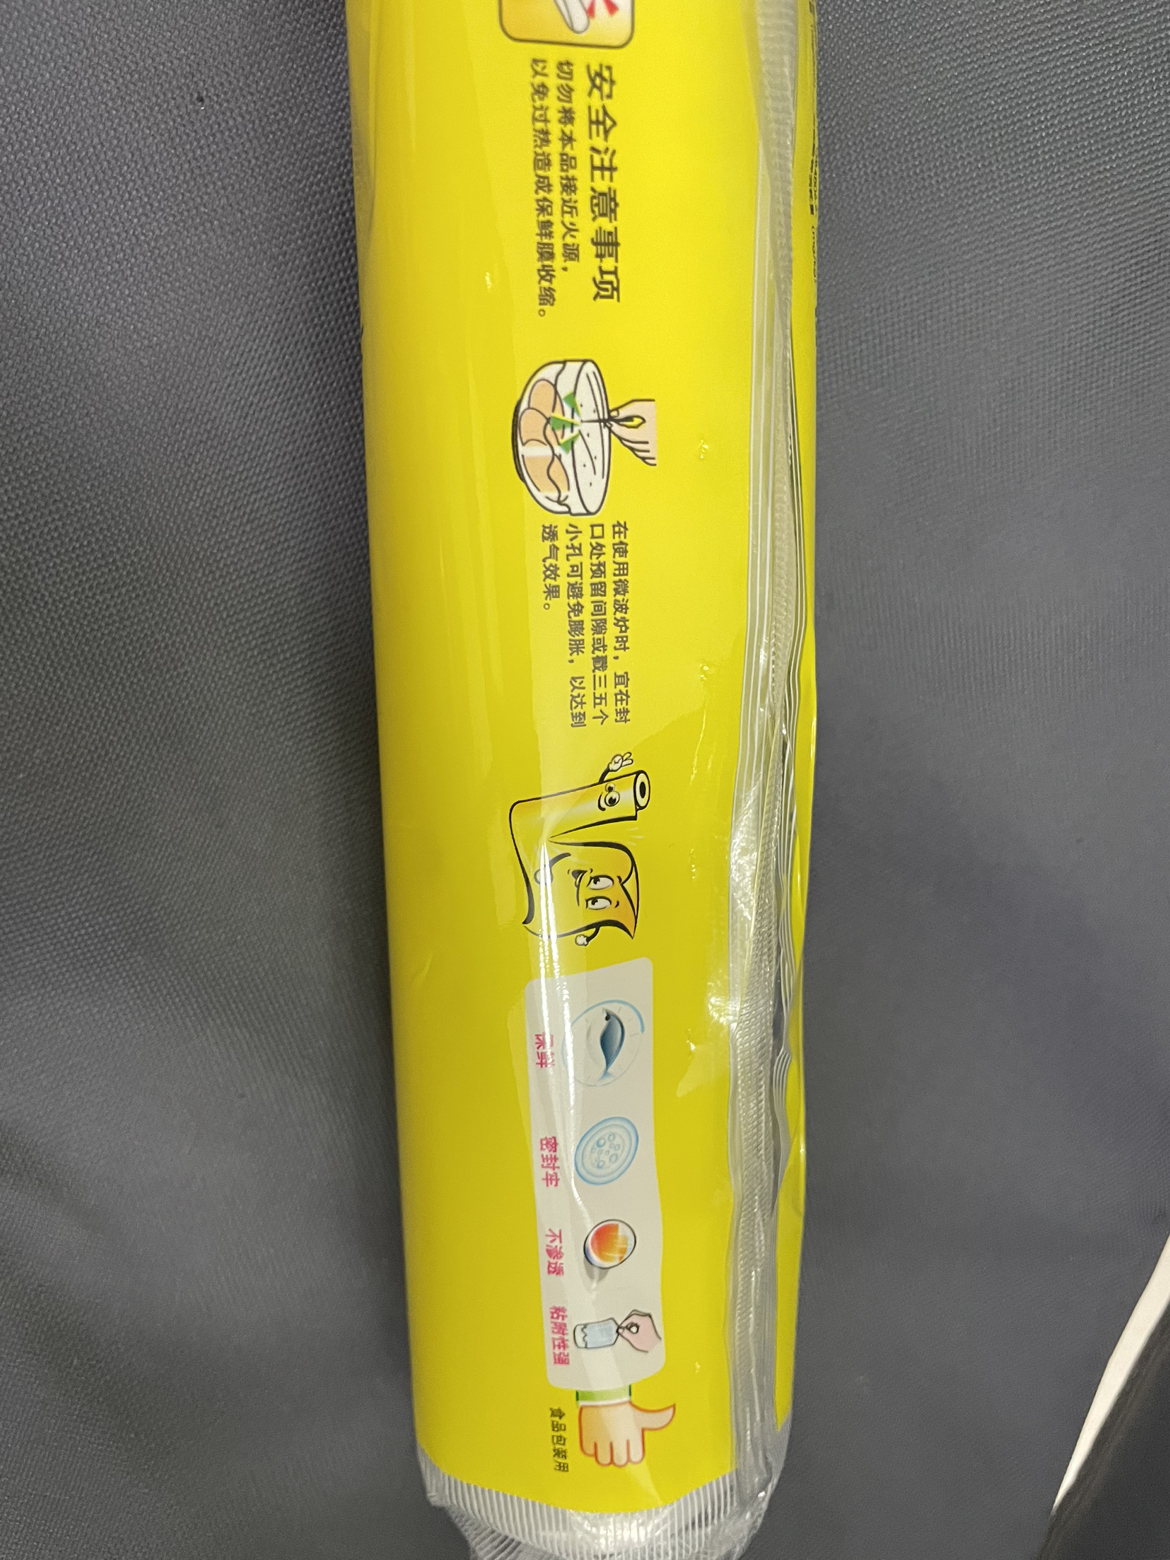 安全注意事项
切勿将本品接近火源，
以免过热造成保鲜膜收缩。
在使用微波炉时，宜在封
口处预留间隙或戳三五个
小孔可避免膨胀，以达到
透气效果。
保鲜
密封牢
不渗透
粘附性强
食品包装用